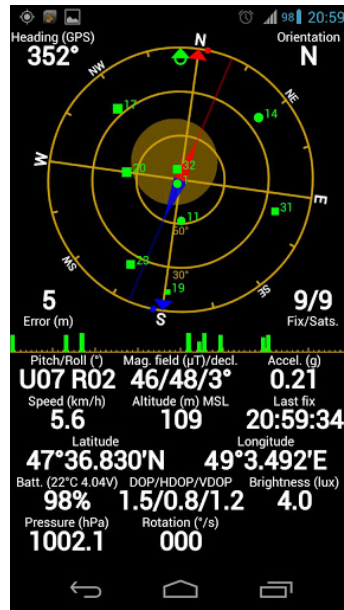 98 20:59
Heading (GPS) Orientation
352° N
N
NW NE
17 14
W 20 32
1
E
31
11
60°
23 30°
19
SW SE
S
5 9/9
Error (m) Fix/Sats.
Pitch/Roll (°) Mag. field (µT)/decl. Accel. (g)
U07 R02 46/48/3° 0.21
Speed (km/h) Altitude (m) MSL Last fix
5.6 109 20:59:34
Latitude Longitude
47°36.830'N 49°3.492'E
Batt. (22°C 4.04V) DOP/HDOP/VDOP Brightness (lux)
98% 1.5/0.8/1.2 4.0
Pressure (hPa) Rotation (°/s)
1002.1 000